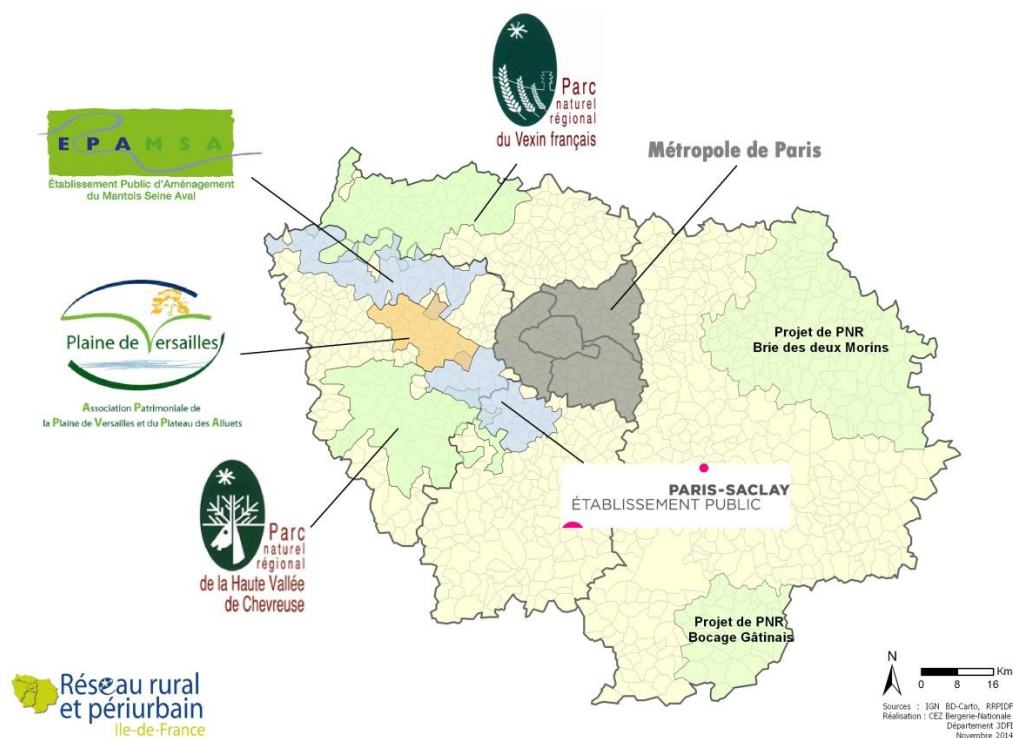 Parc
naturel
régional
du Vexin français
EPAMSA
Établissement Public d'Aménagement
du Mantois Seine Aval
Métropole de Paris
Plaine de Versailles
Association Patrimoniale de
la Plaine de Versailles et du Plateau des Alluets
Projet de PNR
Brie des deux Morins
PARIS-SACLAY
ÉTABLISSEMENT PUBLIC
Parc
naturel
régional
de la Haute Vallée
de Chevreuse
Projet de PNR
Bocage Gâtinais
Réseau rural
et périurbain
Ile-de-France
N
Km
0 8 16
Sources : IGN BD-Carto, RRPIDF
Réalisation : CEZ Bergerie-Nationale
Département 3DFI
Novembre 2014